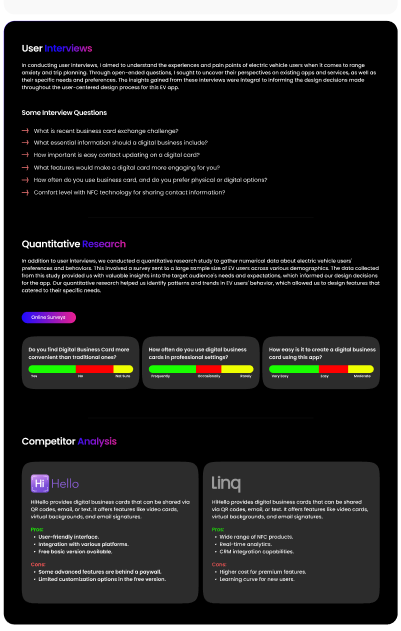 User Interviews
In conducting user interviews, I aimed to understand the experiences and pain points of electric vehicle users when it comes to range
anxiety and trip planning. Through open-ended questions, I sought to uncover their perspectives on existing apps and services, as well as
their specific needs and preferences. The insights gained from these interviews were integral to informing the design decisions made
throughout the user-centered design process for this EV app.
Some Interview Questions
What is recent business card exchange challenge?
What essential information should a digital business include?
How important is easy contact updating on a digital card?
What features would make a digital card more engaging for you?
How often do you use business card, and do you prefer physical or digital options?
Comfort level with NFC technology for sharing contact information?
Quantitative Research
In addition to user interviews, we conducted a quantitative research study to gather numerical data about electric vehicle users'
preferences and behaviors. This involved a survey sent to a large sample size of EV users across various demographics. The data collected
from this study provided us with valuable insights into the target audience's needs and expectations, which informed our design decisions
for the app. Our quantitative research helped us identify patterns and trends in EV users' behavior, which allowed us to design features that
catered to their specific needs.
Online Surveys
Do you find Digital Business Card more
convenient than traditional ones?
Yes No Not Sure
How often do you use digital business
cards in professional settings?
Frequently Occasionally Rarely
How easy is it to create a digital business
card using this app?
Very Easy Easy Moderate
Competitor Analysis
Hi Hello
HiHello provides digital business cards that can be shared via
QR codes, email, or text. It offers features like video cards,
virtual backgrounds, and email signatures.
Pros:
• User-friendly interface.
• Integration with various platforms.
• Free basic version available.
Cons:
• Some advanced features are behind a paywall.
• Limited customization options in the free version.
Linq
HiHello provides digital business cards that can be shared
via QR codes, email, or text. It offers features like video cards,
virtual backgrounds, and email signatures.
Pros:
• Wide range of NFC products.
• Real-time analytics.
• CRM integration capabilities.
Cons:
• Higher cost for premium features.
• Learning curve for new users.